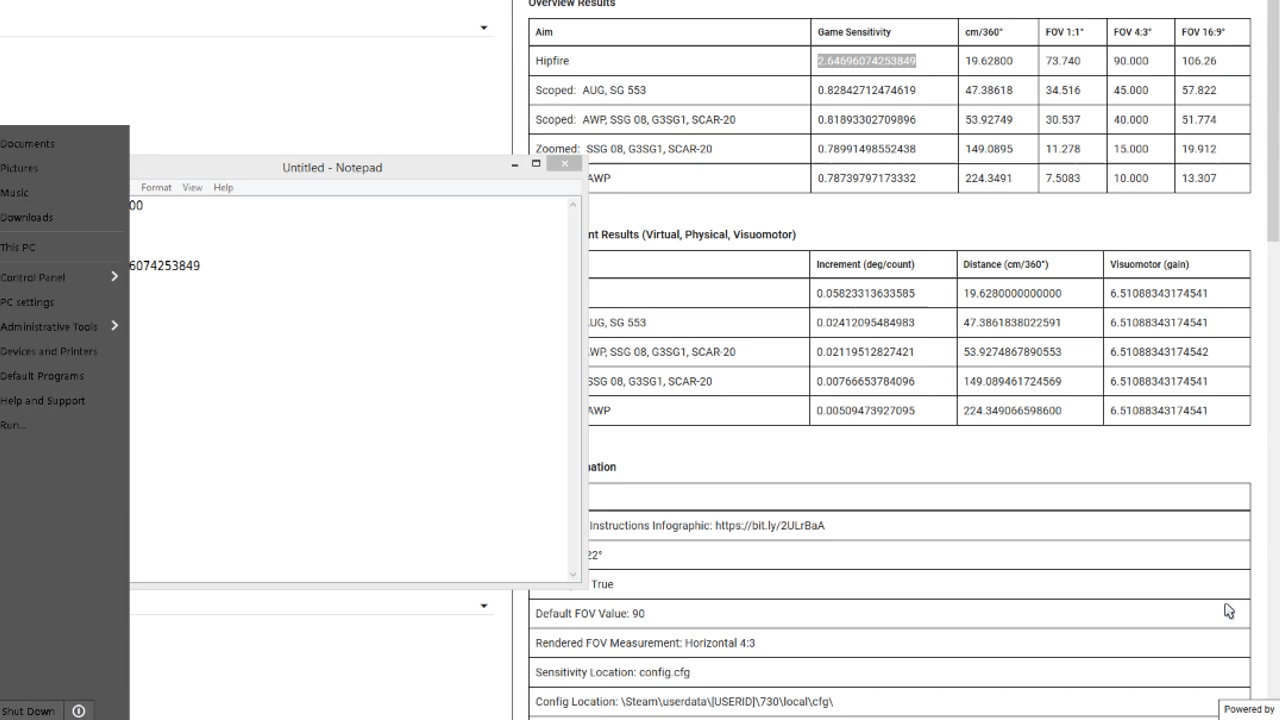 Overview Results
Aim Game Sensitivity cm/360° FOV 1:1° FOV 4:3° FOV 16:9°
Hipfire 2.64696074253849 19.62800 73.740 90.000 106.26
Scoped: AUG, SG 553 0.82842712474619 47.38618 34.516 45.000 57.822
Scoped: AWP, SSG 08, G3SG1, SCAR-20 0.81893302709896 53.92749 30.537 40.000 51.774
Zoomed: SSG 08, G3SG1, SCAR-20 0.78991498552438 149.0895 11.278 15.000 19.912
AWP 0.78739797173332 224.3491 7.5083 10.000 13.307
nt Results (Virtual, Physical, Visuomotor)
Increment (deg/count) Distance (cm/360°) Visuomotor (gain)
0.05823313633585 19.6280000000000 6.51088343174541
UG, SG 553 0.02412095484983 47.3861838022591 6.51088343174541
WP, SSG 08, G3SG1, SCAR-20 0.02119512827421 53.9274867890553 6.51088343174542
SSG 08, G3SG1, SCAR-20 0.00766653784096 149.089461724569 6.51088343174541
AWP 0.00509473927095 224.349066598600 6.51088343174541
ation
Instructions Infographic: https://bit.ly/2ULrBaA
22°
True
Default FOV Value: 90
Rendered FOV Measurement: Horizontal 4:3
Sensitivity Location: config.cfg
Config Location: \Steam\userdata\[USERID]\730\local\cfg\
Powered by
Untitled - Notepad
Format View Help
00
6074253849
Documents
Pictures
Music
Downloads
This PC
Control Panel
PC settings
Administrative Tools
Devices and Printers
Default Programs
Help and Support
Run...
Shut Down